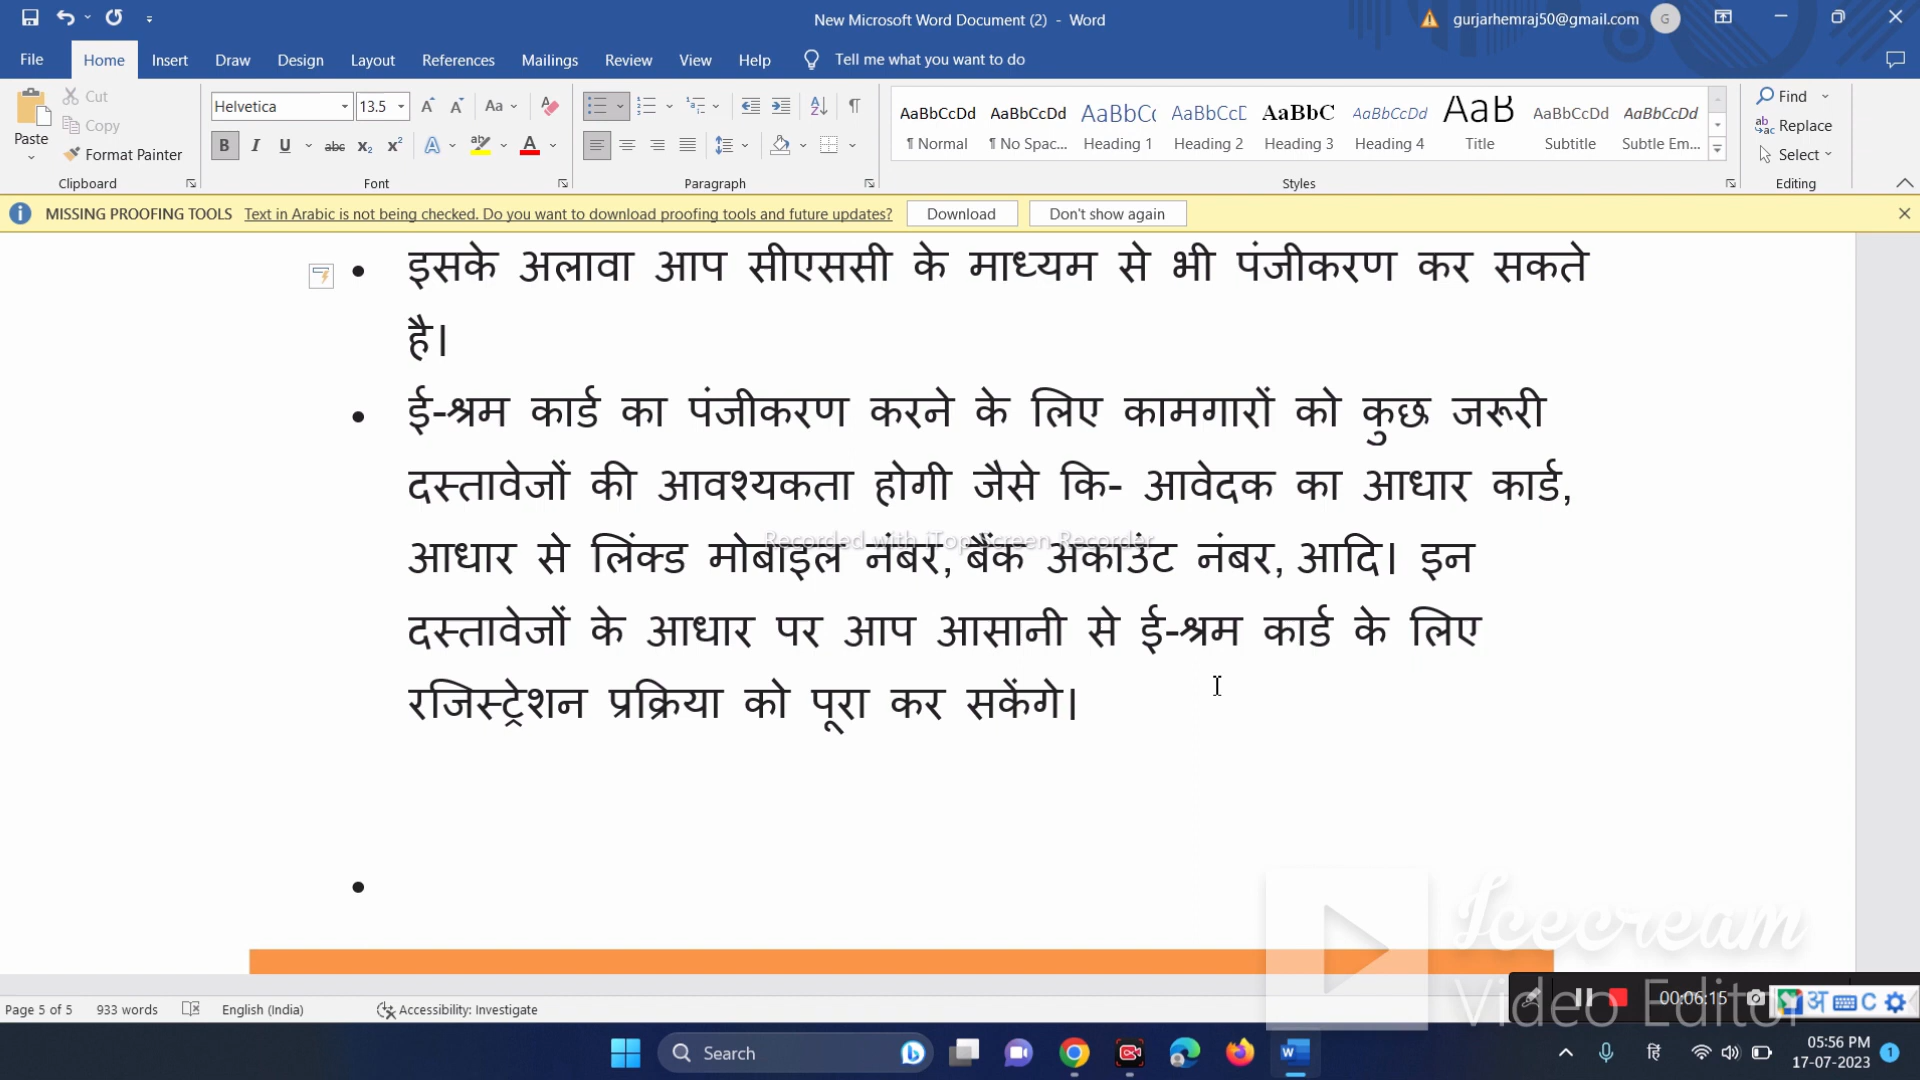 New Microsoft Word Document (2) - Word
gurjarhemraj50@gmail.com G
File Home Insert Draw Design Layout References Mailings Review View Help Tell me what you want to do
Paste
Cut
Copy
Format Painter
Clipboard
Helvetica 13.5 Aa
B I U abc x₂ x² A A
Font
Paragraph
AaBbCcDd AaBbCcDd AaBbCc AaBbCcD AaBbC AaBbCcDd AaB AaBbCcDd AaBbCcDd
¶ Normal ¶ No Spac... Heading 1 Heading 2 Heading 3 Heading 4 Title Subtitle Subtle Em...
Styles
Find
Replace
Select
Editing
MISSING PROOFING TOOLS Text in Arabic is not being checked. Do you want to download proofing tools and future updates? Download Don't show again
• इसके अलावा आप सीएससी के माध्यम से भी पंजीकरण कर सकते
है।
• ई-श्रम कार्ड का पंजीकरण करने के लिए कामगारों को कुछ जरूरी
दस्तावेजों की आवश्यकता होगी जैसे कि- आवेदक का आधार कार्ड,
आधार से लिंक्ड मोबाइल नंबर, बैंक अकाउंट नंबर, आदि। इन
दस्तावेजों के आधार पर आप आसानी से ई-श्रम कार्ड के लिए
रजिस्ट्रेशन प्रक्रिया को पूरा कर सकेंगे।
•
Recorded with iTop Screen Recorder
Icecream
Video Editor
00:06:15
अ C
Page 5 of 5 933 words English (India) Accessibility: Investigate
Search
हिं
05:56 PM
17-07-2023
1